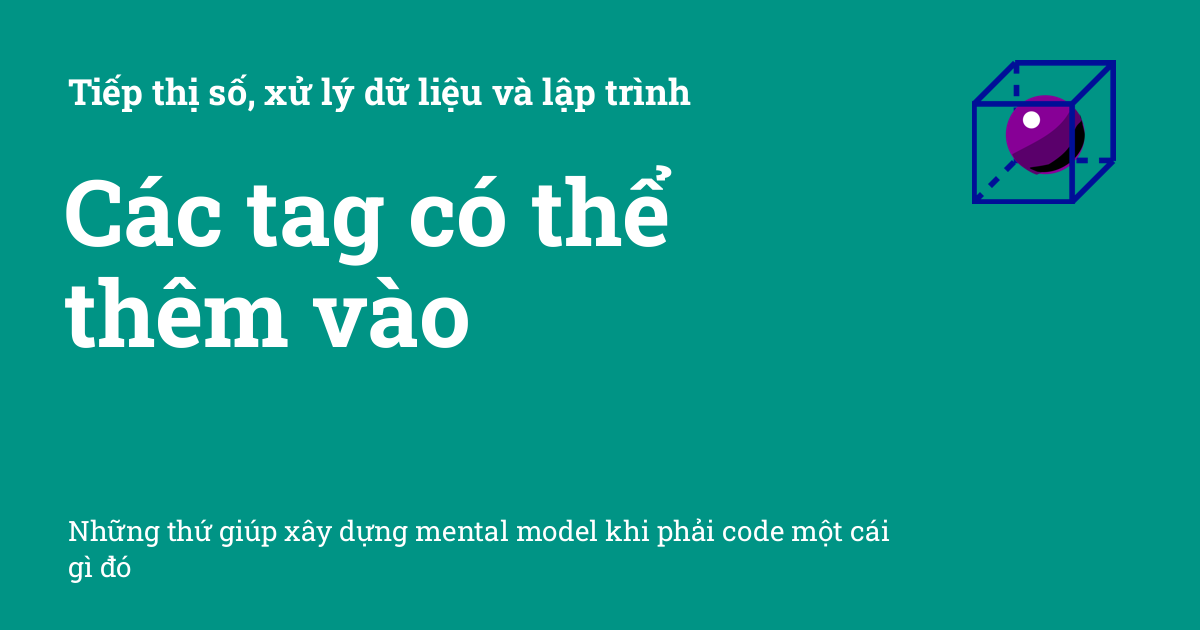 Tiếp thị số, xử lý dữ liệu và lập trình
Các tag có thể
thêm vào
Những thứ giúp xây dựng mental model khi phải code một cái
gì đó